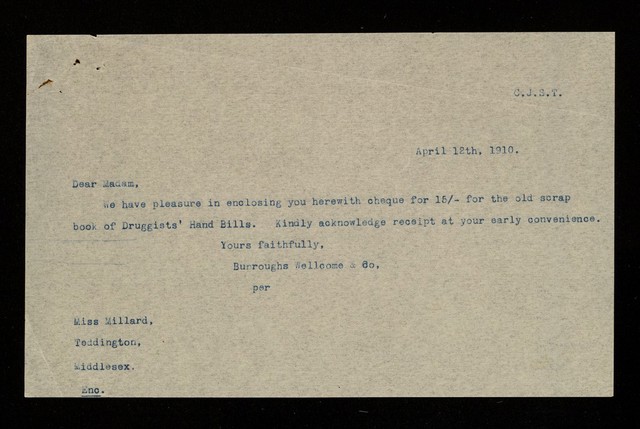 C.J.S.T.
April 12th, 1910.
Dear Madam,
We have pleasure in enclosing you herewith cheque for 15/- for the old scrap
book of Druggists' Hand Bills. Kindly acknowledge receipt at your early convenience.
Yours faithfully,
Burroughs Wellcome & Co,
per
Miss Millard,
Teddington,
Middlesex.
Enc.